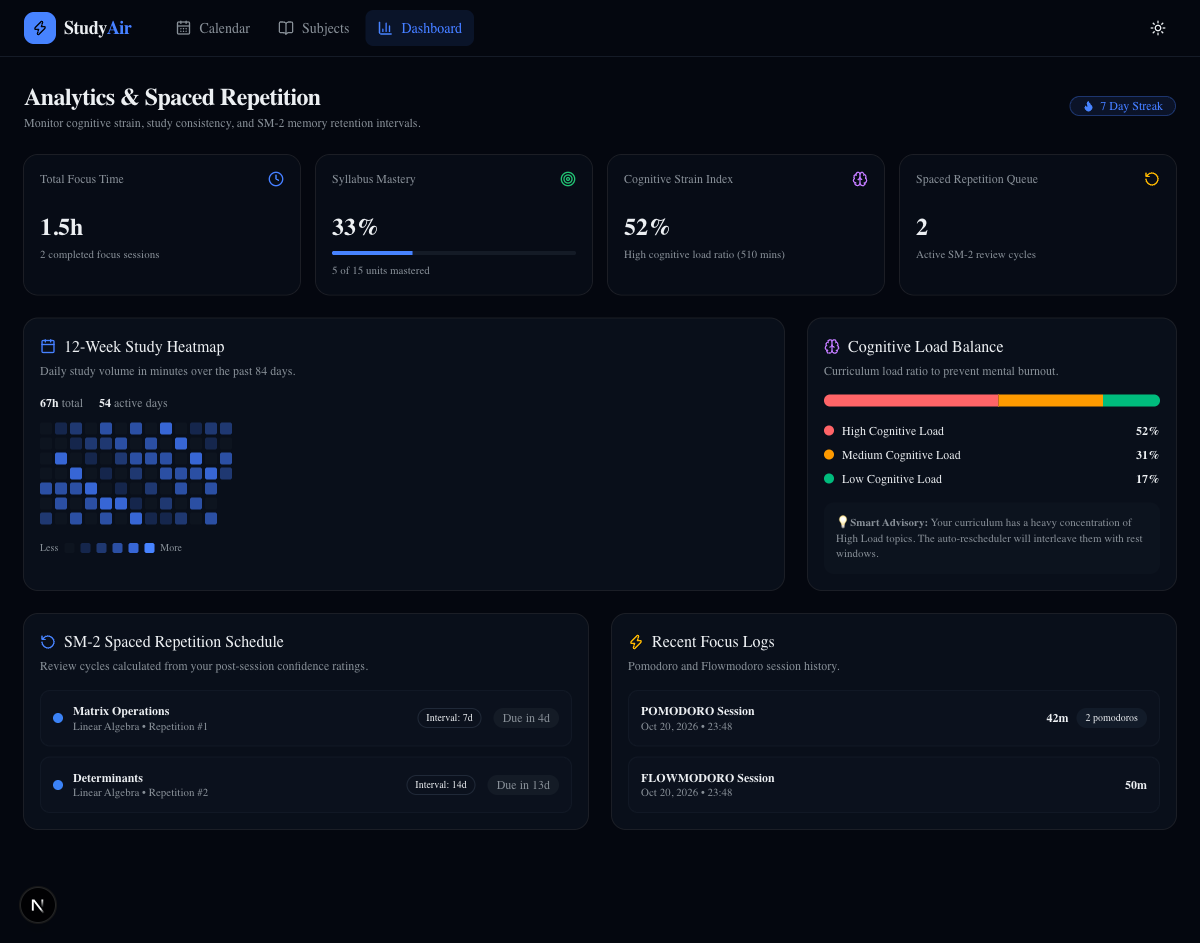 StudyAir
Calendar
Subjects
Dashboard
Analytics & Spaced Repetition
Monitor cognitive strain, study consistency, and SM-2 memory retention intervals.
7 Day Streak
Total Focus Time
1.5h
2 completed focus sessions
Syllabus Mastery
33%
5 of 15 units mastered
Cognitive Strain Index
52%
High cognitive load ratio (510 mins)
Spaced Repetition Queue
2
Active SM-2 review cycles
12-Week Study Heatmap
Daily study volume in minutes over the past 84 days.
67h total 54 active days
Less More
Cognitive Load Balance
Curriculum load ratio to prevent mental burnout.
High Cognitive Load 52%
Medium Cognitive Load 31%
Low Cognitive Load 17%
Smart Advisory: Your curriculum has a heavy concentration of
High Load topics. The auto-rescheduler will interleave them with rest
windows.
SM-2 Spaced Repetition Schedule
Review cycles calculated from your post-session confidence ratings.
Matrix Operations
Linear Algebra • Repetition #1
Interval: 7d
Due in 4d
Determinants
Linear Algebra • Repetition #2
Interval: 14d
Due in 13d
Recent Focus Logs
Pomodoro and Flowmodoro session history.
POMODORO Session
Oct 20, 2026 • 23:48
42m
2 pomodoros
FLOWMODORO Session
Oct 20, 2026 • 23:48
50m
N